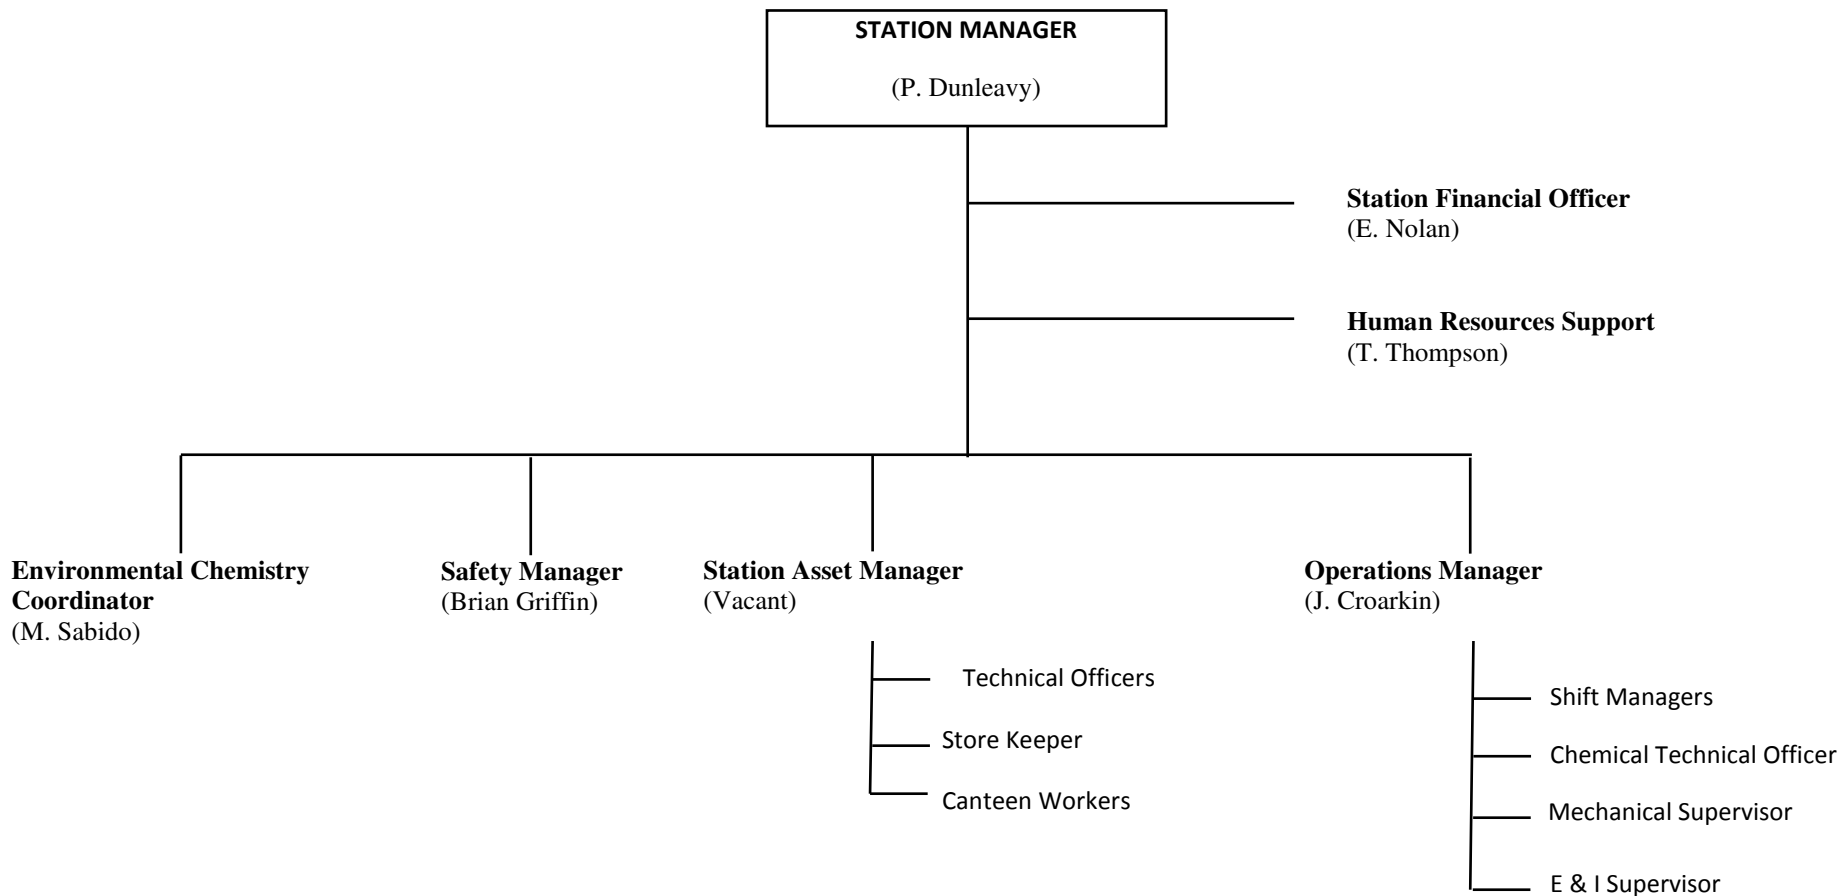 STATION MANAGER
(P. Dunleavy)
Station Financial Officer
(E. Nolan)
Human Resources Support
(T. Thompson)
Environmental Chemistry
Coordinator
(M. Sabido)
Safety Manager
(Brian Griffin)
Station Asset Manager
(Vacant)
Operations Manager
(J. Croarkin)
Technical Officers
Store Keeper
Canteen Workers
Shift Managers
Chemical Technical Officer
Mechanical Supervisor
E & I Supervisor